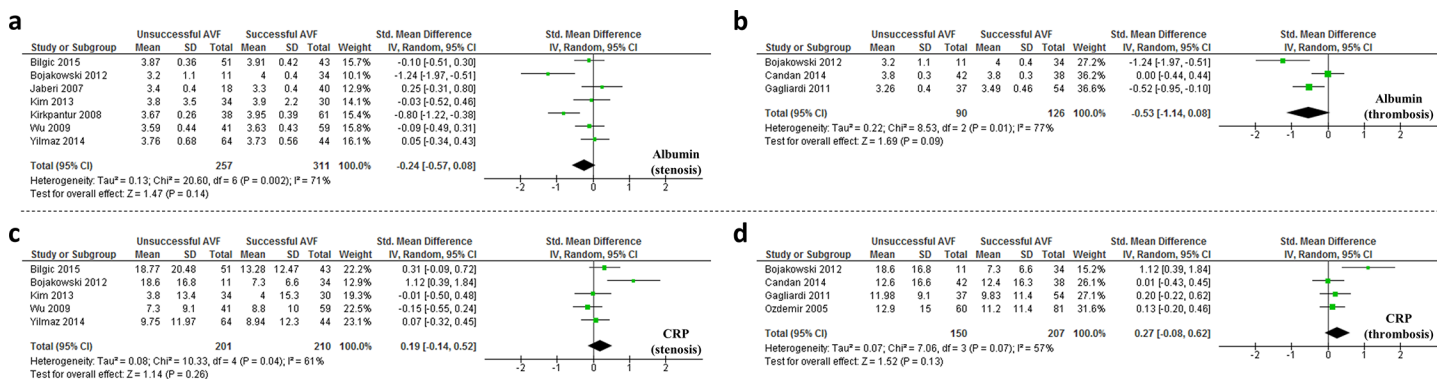 a
Unsuccessful AVF Successful AVF Std. Mean Difference Std. Mean Difference
Study or Subgroup Mean SD Total Mean SD Total Weight IV, Random, 95% CI IV, Random, 95% CI
Bilgic 2015 3.87 0.36 51 3.91 0.42 43 15.7% -0.10 [-0.51, 0.30]
Bojakowski 2012 3.2 1.1 11 4 0.4 34 10.1% -1.24 [-1.97, -0.51]
Jaberi 2007 3.4 0.4 18 3.3 0.4 40 12.9% 0.25 [-0.31, 0.80]
Kim 2013 3.8 3.5 34 3.9 2.2 30 14.2% -0.03 [-0.52, 0.46]
Kirkpantur 2008 3.67 0.26 38 3.95 0.39 61 15.4% -0.80 [-1.22, -0.38]
Wu 2009 3.59 0.44 41 3.63 0.43 59 15.7% -0.09 [-0.49, 0.31]
Yilmaz 2014 3.76 0.68 64 3.73 0.56 44 16.1% 0.05 [-0.34, 0.43]
Total (95% CI) 257 311 100.0% -0.24 [-0.57, 0.08]
Heterogeneity: Tau² = 0.13; Chi² = 20.60, df = 6 (P = 0.002); I² = 71%
Test for overall effect: Z = 1.47 (P = 0.14)
Albumin
(stenosis)
-2 -1 0 1 2
b
Unsuccessful AVF Successful AVF Std. Mean Difference Std. Mean Difference
Study or Subgroup Mean SD Total Mean SD Total Weight IV, Random, 95% CI IV, Random, 95% CI
Bojakowski 2012 3.2 1.1 11 4 0.4 34 27.2% -1.24 [-1.97, -0.51]
Candan 2014 3.8 0.3 42 3.8 0.3 38 36.2% 0.00 [-0.44, 0.44]
Gagliardi 2011 3.26 0.4 37 3.49 0.46 54 36.6% -0.52 [-0.95, -0.10]
Total (95% CI) 90 126 100.0% -0.53 [-1.14, 0.08]
Heterogeneity: Tau² = 0.22; Chi² = 8.53, df = 2 (P = 0.01); I² = 77%
Test for overall effect: Z = 1.69 (P = 0.09)
Albumin
(thrombosis)
-2 -1 0 1 2
c
Unsuccessful AVF Successful AVF Std. Mean Difference Std. Mean Difference
Study or Subgroup Mean SD Total Mean SD Total Weight IV, Random, 95% CI IV, Random, 95% CI
Bilgic 2015 18.77 20.48 51 13.28 12.47 43 22.2% 0.31 [-0.09, 0.72]
Bojakowski 2012 18.6 16.8 11 7.3 6.6 34 12.9% 1.12 [0.39, 1.84]
Kim 2013 3.8 13.4 34 4 15.3 30 19.3% -0.01 [-0.50, 0.48]
Wu 2009 7.3 9.1 41 8.8 10 59 22.5% -0.15 [-0.55, 0.24]
Yilmaz 2014 9.75 11.97 64 8.94 12.3 44 23.1% 0.07 [-0.32, 0.45]
Total (95% CI) 201 210 100.0% 0.19 [-0.14, 0.52]
Heterogeneity: Tau² = 0.08; Chi² = 10.33, df = 4 (P = 0.04); I² = 61%
Test for overall effect: Z = 1.14 (P = 0.26)
CRP
(stenosis)
-2 -1 0 1 2
d
Unsuccessful AVF Successful AVF Std. Mean Difference Std. Mean Difference
Study or Subgroup Mean SD Total Mean SD Total Weight IV, Random, 95% CI IV, Random, 95% CI
Bojakowski 2012 18.6 16.8 11 7.3 6.6 34 15.2% 1.12 [0.39, 1.84]
Candan 2014 12.6 16.6 42 12.4 16.3 38 26.1% 0.01 [-0.43, 0.45]
Gagliardi 2011 11.98 9.1 37 9.83 11.4 54 27.1% 0.20 [-0.22, 0.62]
Ozdemir 2005 12.9 15 60 11.2 11.4 81 31.6% 0.13 [-0.20, 0.46]
Total (95% CI) 150 207 100.0% 0.27 [-0.08, 0.62]
Heterogeneity: Tau² = 0.07; Chi² = 7.06, df = 3 (P = 0.07); I² = 57%
Test for overall effect: Z = 1.52 (P = 0.13)
CRP
(thrombosis)
-2 -1 0 1 2